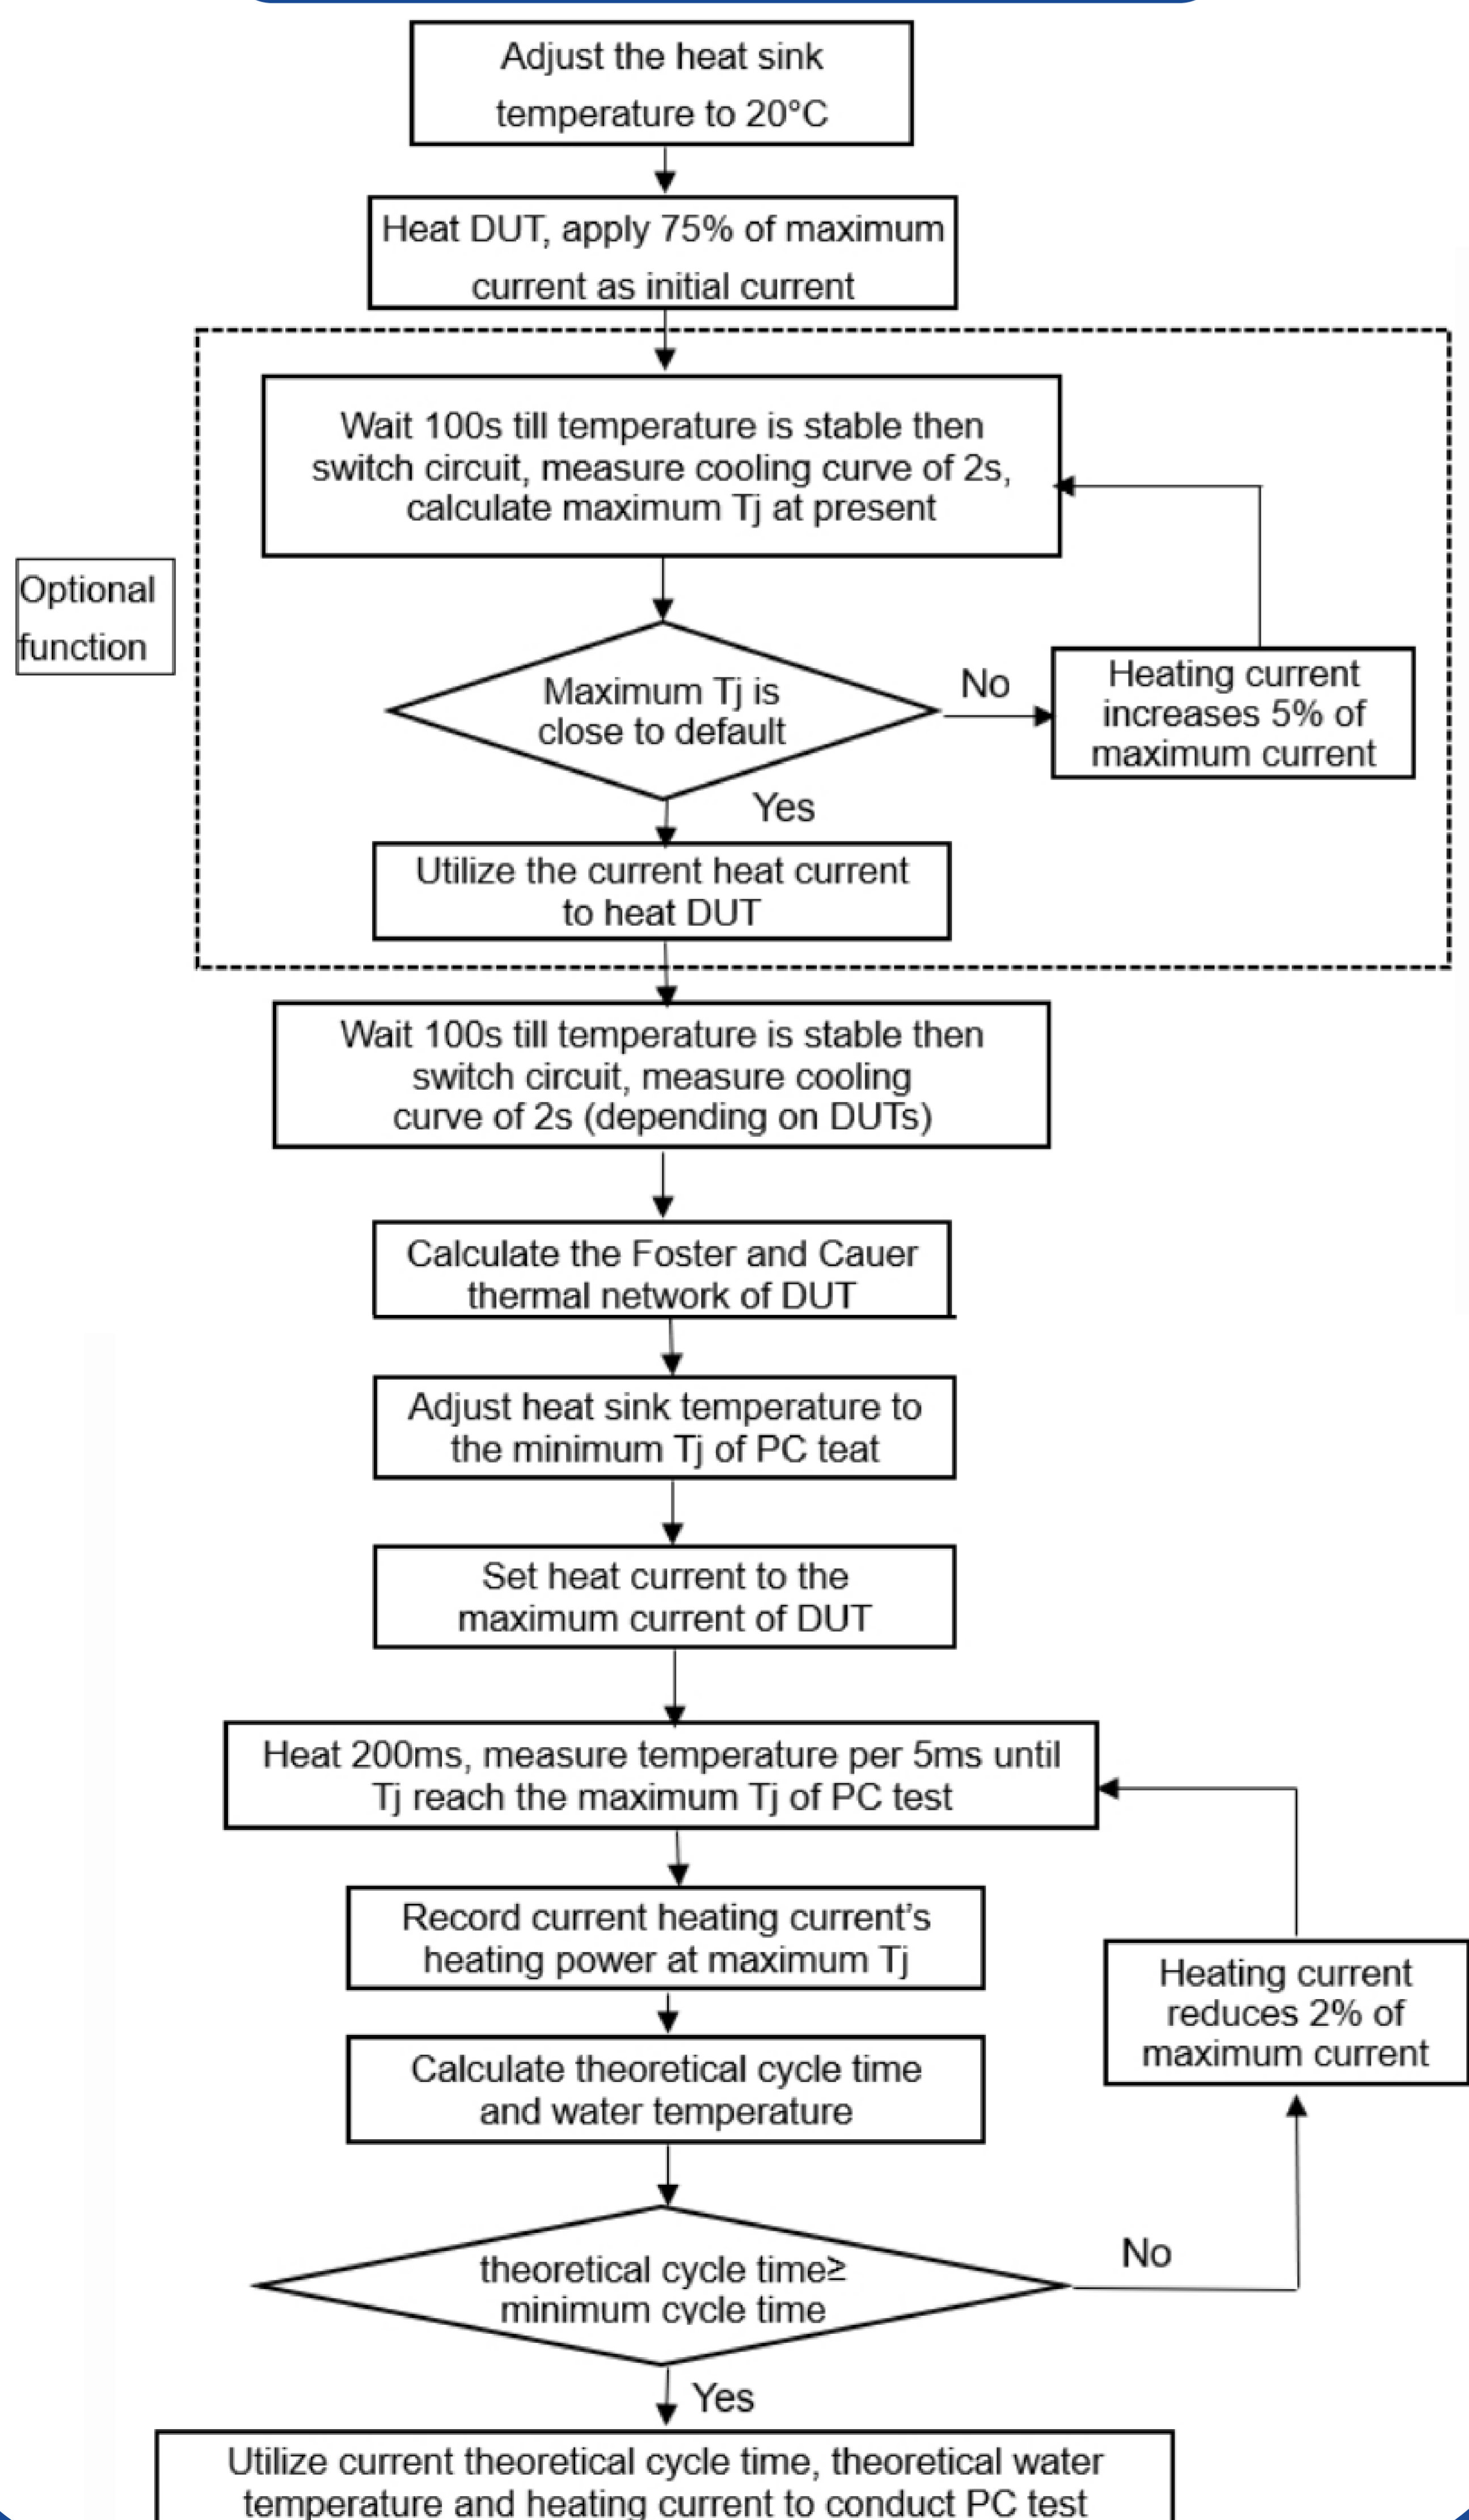 Adjust the heat sink
temperature to 20°C
Heat DUT, apply 75% of maximum
current as initial current
Wait 100s till temperature is stable then
switch circuit, measure cooling curve of 2s,
calculate maximum Tj at present
Optional
function
Maximum Tj is
close to default
No
Heating current
increases 5% of
maximum current
Yes
Utilize the current heat current
to heat DUT
Wait 100s till temperature is stable then
switch circuit, measure cooling
curve of 2s (depending on DUTs)
Calculate the Foster and Cauer
thermal network of DUT
Adjust heat sink temperature to
the minimum Tj of PC teat
Set heat current to the
maximum current of DUT
Heat 200ms, measure temperature per 5ms until
Tj reach the maximum Tj of PC test
Record current heating current’s
heating power at maximum Tj
Heating current
reduces 2% of
maximum current
Calculate theoretical cycle time
and water temperature
theoretical cycle time≥
minimum cycle time
No
Yes
Utilize current theoretical cycle time, theoretical water
temperature and heating current to conduct PC test